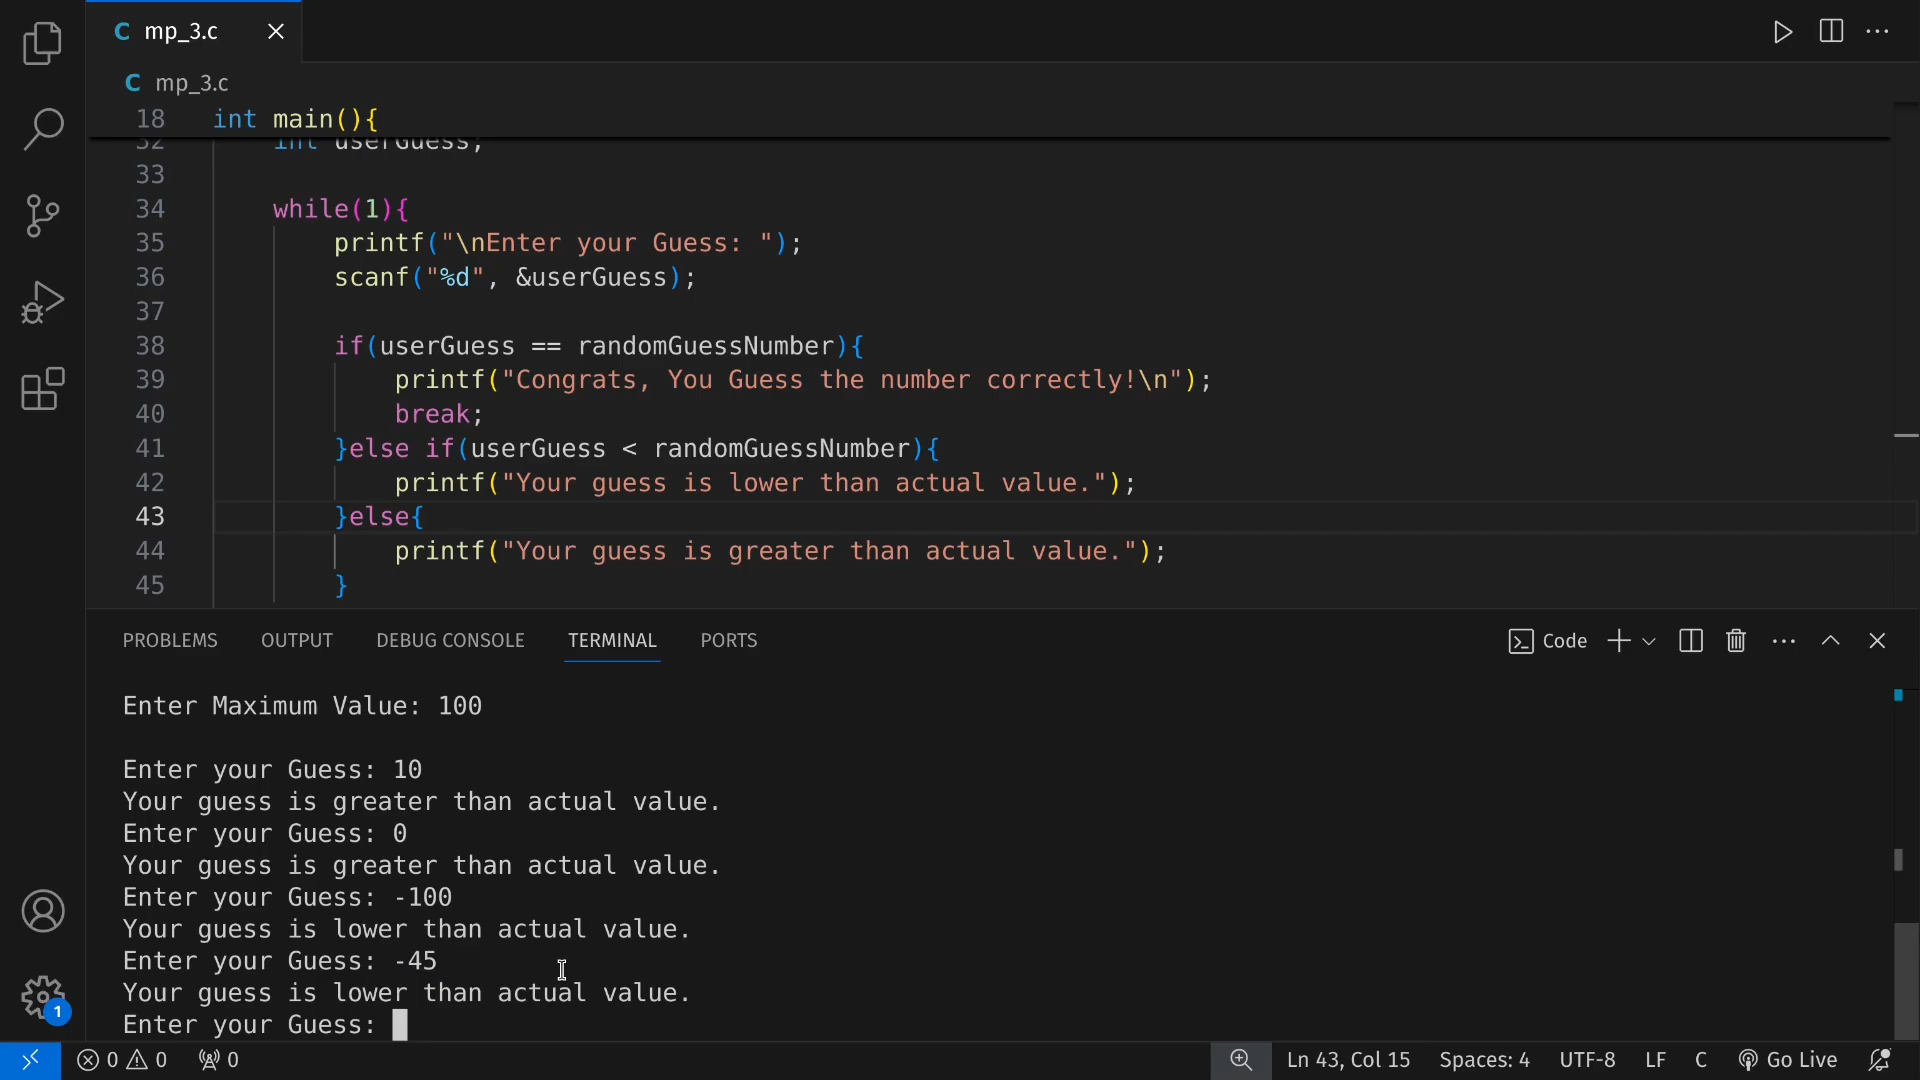 C mp_3.c
C mp_3.c
18 int main(){
32 int userGuess;
33
34 while(1){
35 printf("\nEnter your Guess: ");
36 scanf("%d", &userGuess);
37
38 if(userGuess == randomGuessNumber){
39 printf("Congrats, You Guess the number correctly!\n");
40 break;
41 }else if(userGuess < randomGuessNumber){
42 printf("Your guess is lower than actual value.");
43 }else{
44 printf("Your guess is greater than actual value.");
45 }
PROBLEMS OUTPUT DEBUG CONSOLE TERMINAL PORTS Code
Enter Maximum Value: 100
Enter your Guess: 10
Your guess is greater than actual value.
Enter your Guess: 0
Your guess is greater than actual value.
Enter your Guess: -100
Your guess is lower than actual value.
Enter your Guess: -45
Your guess is lower than actual value.
Enter your Guess:
1
0 0 0 Ln 43, Col 15 Spaces: 4 UTF-8 LF C Go Live